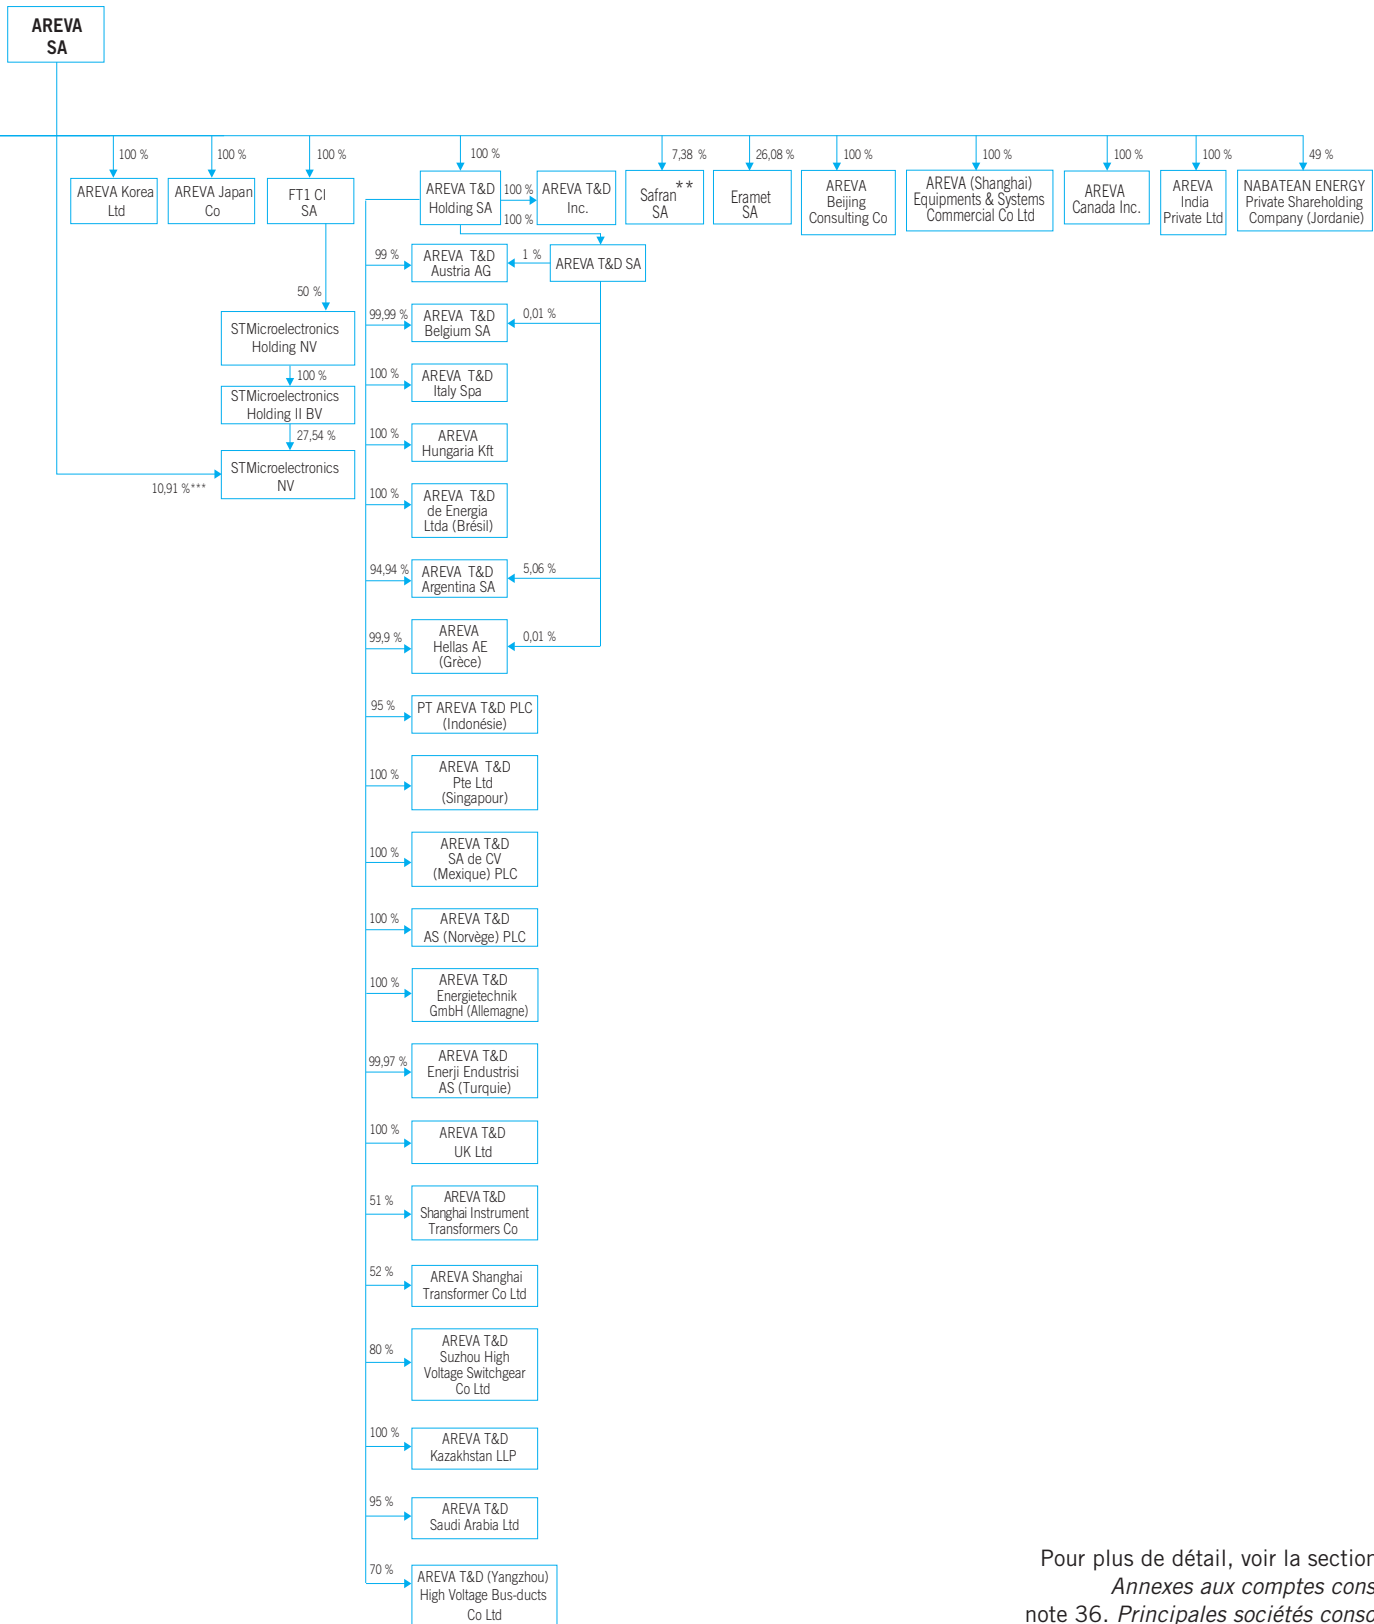 AREVA
SA
100 %
100 %
100 %
100 %
7,38 %
26,08 %
100 %
100 %
100 %
100 %
49 %
AREVA Korea
Ltd
AREVA Japan
Co
FT1 CI
SA
AREVA T&D
Holding SA
100 %
100 %
AREVA T&D
Inc.
Safran**
SA
Eramet
SA
AREVA
Beijing
Consulting Co
AREVA (Shanghai)
Equipments & Systems
Commercial Co Ltd
AREVA
Canada Inc.
AREVA
India
Private Ltd
NABATEAN ENERGY
Private Shareholding
Company (Jordanie)
50 %
STMicroelectronics
Holding NV
100 %
STMicroelectronics
Holding II BV
27,54 %
STMicroelectronics
NV
10,91 %***
99 %
AREVA T&D
Austria AG
1 %
AREVA T&D SA
99,99 %
AREVA T&D
Belgium SA
0,01 %
100 %
AREVA T&D
Italy Spa
100 %
AREVA
Hungaria Kft
100 %
AREVA T&D
de Energia
Ltda (Brésil)
94,94 %
AREVA T&D
Argentina SA
5,06 %
99,9 %
AREVA
Hellas AE
(Grèce)
0,01 %
95 %
PT AREVA T&D PLC
(Indonésie)
100 %
AREVA T&D
Pte Ltd
(Singapour)
100 %
AREVA T&D
SA de CV
(Mexique) PLC
100 %
AREVA T&D
AS (Norvège) PLC
100 %
AREVA T&D
Energietechnik
GmbH (Allemagne)
99,97 %
AREVA T&D
Enerji Endustrisi
AS (Turquie)
100 %
AREVA T&D
UK Ltd
51 %
AREVA T&D
Shanghai Instrument
Transformers Co
52 %
AREVA Shanghai
Transformer Co Ltd
80 %
AREVA T&D
Suzhou High
Voltage Switchgear
Co Ltd
100 %
AREVA T&D
Kazakhstan LLP
95 %
AREVA T&D
Saudi Arabia Ltd
70 %
AREVA T&D (Yangzhou)
High Voltage Bus-ducts
Co Ltd
Pour plus de détail, voir la section
Annexes aux comptes cons
note 36. Principales sociétés conso